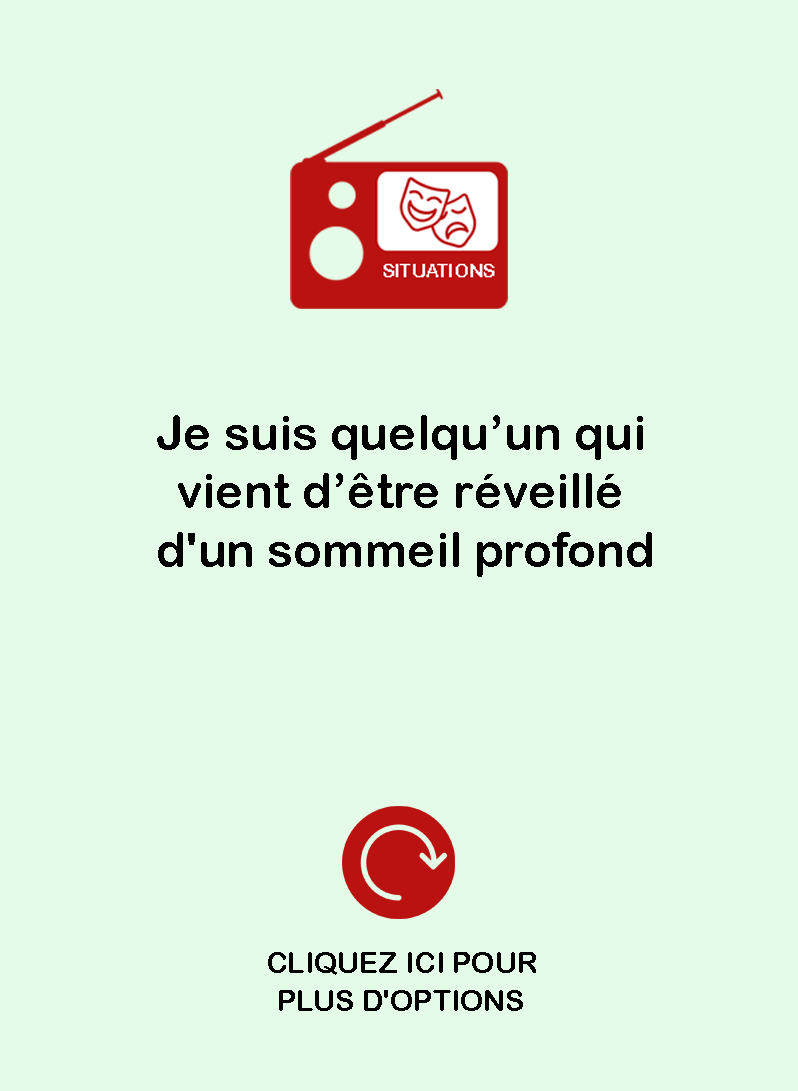 SITUATIONS
Je suis quelqu’un qui
vient d’être réveillé
d'un sommeil profond
CLIQUEZ ICI POUR
PLUS D'OPTIONS